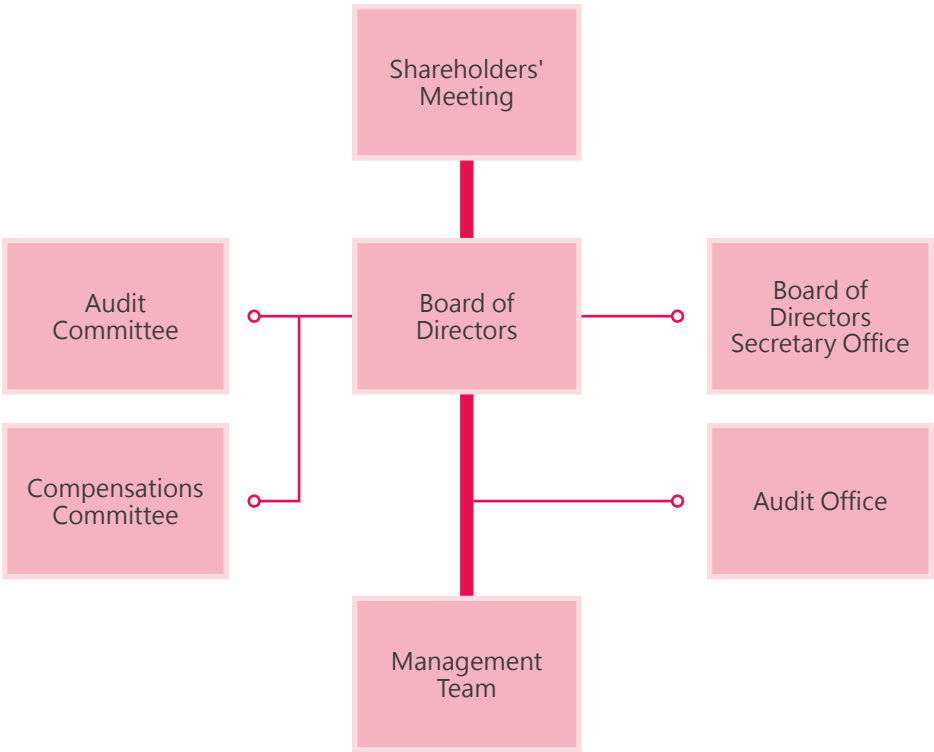 Shareholders'
Meeting
Audit
Committee
Board of
Directors
Board of
Directors
Secretary Office
Compensations
Committee
Audit Office
Management
Team